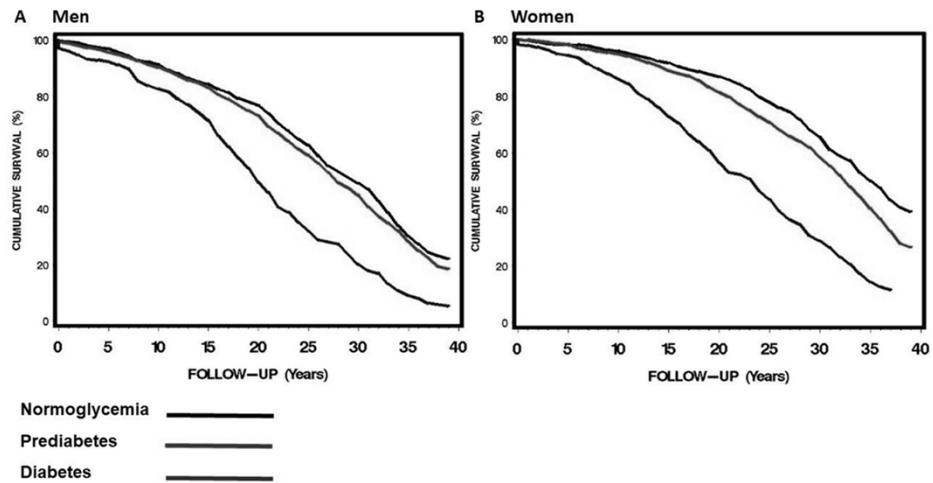 A Men
CUMULATIVE SURVIVAL (%)
100
80
60
40
20
0
0 5 10 15 20 25 30 35 40
FOLLOW–UP (Years)
B Women
CUMULATIVE SURVIVAL (%)
100
80
60
40
20
0
0 5 10 15 20 25 30 35 40
FOLLOW–UP (Years)
Normoglycemia
Prediabetes
Diabetes